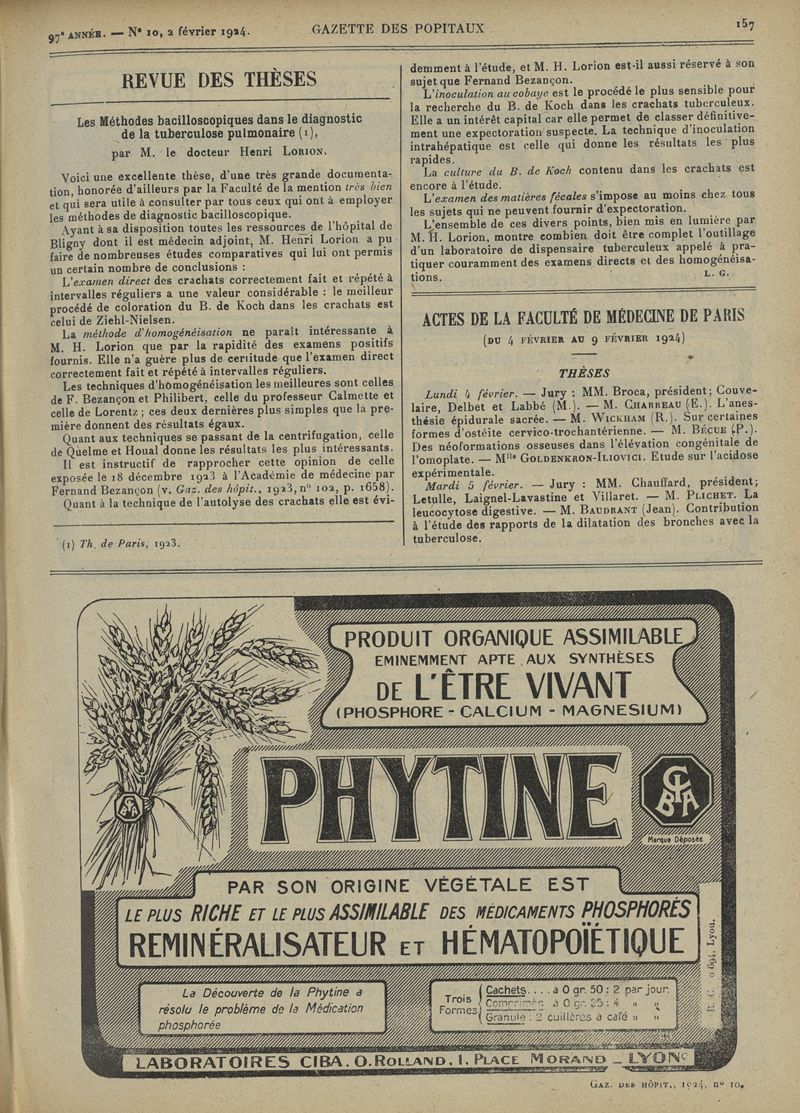 97e ANNÉE. — N° 10, 2 février 1924.
GAZETTE DES POPITAUX
157
REVUE DES THÈSES
Les Méthodes bacilloscopiques dans le diagnostic
de la tuberculose pulmonaire (1),
par M. le docteur Henri LORION.
Voici une excellente thèse, d'une très grande documenta-
tion, honorée d'ailleurs par la Faculté de la mention très bien
et qui sera utile à consulter par tous ceux qui ont à employer
les méthodes de diagnostic bacilloscopique.
Ayant à sa disposition toutes les ressources de l'hôpital de
Bligny dont il est médecin adjoint, M. Henri Lorion a pu
faire de nombreuses études comparatives qui lui ont permis
un certain nombre de conclusions :
L'examen direct des crachats correctement fait et répété à
intervalles réguliers a une valeur considérable : le meilleur
procédé de coloration du B. de Koch dans les crachats est
celui de Ziehl-Nielsen.
La méthode d'homogénéisation ne paraît intéressante à
M. H. Lorion que par la rapidité des examens positifs
fournis. Elle n'a guère plus de certitude que l'examen direct
correctement fait et répété à intervalles réguliers.
Les techniques d'homogénéisation les meilleures sont celles
de F. Bezançon et Philibert, celle du professeur Calmette et
celle de Lorentz ; ces deux dernières plus simples que la pre-
mière donnent des résultats égaux.
Quant aux techniques se passant de la centrifugation, celle
de Quelme et Houal donne les résultats les plus intéressants.
Il est instructif de rapprocher cette opinion de celle
exposée le 18 décembre 1923 à l'Académie de médecine par
Fernand Bezançon (v. Gaz. des hôpit., 1923, n° 102, p. 1658).
Quant à la technique de l'autolyse des crachats elle est évi-
(1) Th. de Paris, 1923.
demment à l'étude, et M. H. Lorion est-il aussi réservé à son
sujet que Fernand Bezançon.
L'inoculation au cobaye est le procédé le plus sensible pour
la recherche du B. de Koch dans les crachats tuberculeux.
Elle a un intérêt capital car elle permet de classer définitive-
ment une expectoration suspecte. La technique d'inoculation
intrahépatique est celle qui donne les résultats les plus
rapides.
La culture du B. de Koch contenu dans les crachats est
encore à l'étude.
L'examen des matières fécales s'impose au moins chez tous
les sujets qui ne peuvent fournir d'expectoration.
L'ensemble de ces divers points, bien mis en lumière par
M. H. Lorion, montre combien doit être complet l'outillage
d'un laboratoire de dispensaire tuberculeux appelé à pra-
tiquer couramment des examens directs et des homogénéisa-
tions. L. G.
ACTES DE LA FACULTÉ DE MÉDECINE DE PARIS
(DU 4 FÉVRIER AU 9 FÉVRIER 1924)
THÈSES
Lundi 4 février. — Jury : MM. Broca, président; Couve-
laire, Delbet et Labbé (M.). — M. CHARREAU (E.). L'anes-
thésie épidurale sacrée. — M. WICKHAM (R.). Sur certaines
formes d'ostéite cervico-trochantérienne. — M. BÉCUE (P.).
Des néoformations osseuses dans l'élévation congénitale de
l'omoplate. — Mlle GOLDENKRON-ILIOVICI. Etude sur l'acidose
expérimentale.
Mardi 5 février. — Jury : MM. Chauffard, président;
Letulle, Laignel-Lavastine et Villaret. — M. PLICHET. La
leucocytose digestive. — M. BAUDRANT (Jean). Contribution
à l'étude des rapports de la dilatation des bronches avec la
tuberculose.
PRODUIT ORGANIQUE ASSIMILABLE
EMINEMMENT APTE AUX SYNTHÈSES
DE L'ÊTRE VIVANT
(PHOSPHORE - CALCIUM - MAGNESIUM)
PHYTINE
CIBA
Marque Déposée
CIBA
PAR SON ORIGINE VÉGÉTALE EST
LE PLUS RICHE ET LE PLUS ASSIMILABLE DES MÉDICAMENTS PHOSPHORÉS
REMINÉRALISATEUR ET HÉMATOPOÏÉTIQUE
La Découverte de la Phytine a
résolu le problème de la Médication
phosphorée
Trois Formes
Cachets.... à 0 gr. 50 : 2 par jour.
Comprimés à 0 gr. 25 : 4 " "
Granulé : 2 cuillères à café " "
R. C. 0 694, Lyon.
LABORATOIRES CIBA. O. ROLLAND, 1, PLACE MORAND _ LYON
GAZ. DES HÔPIT., 1924, n° 10.